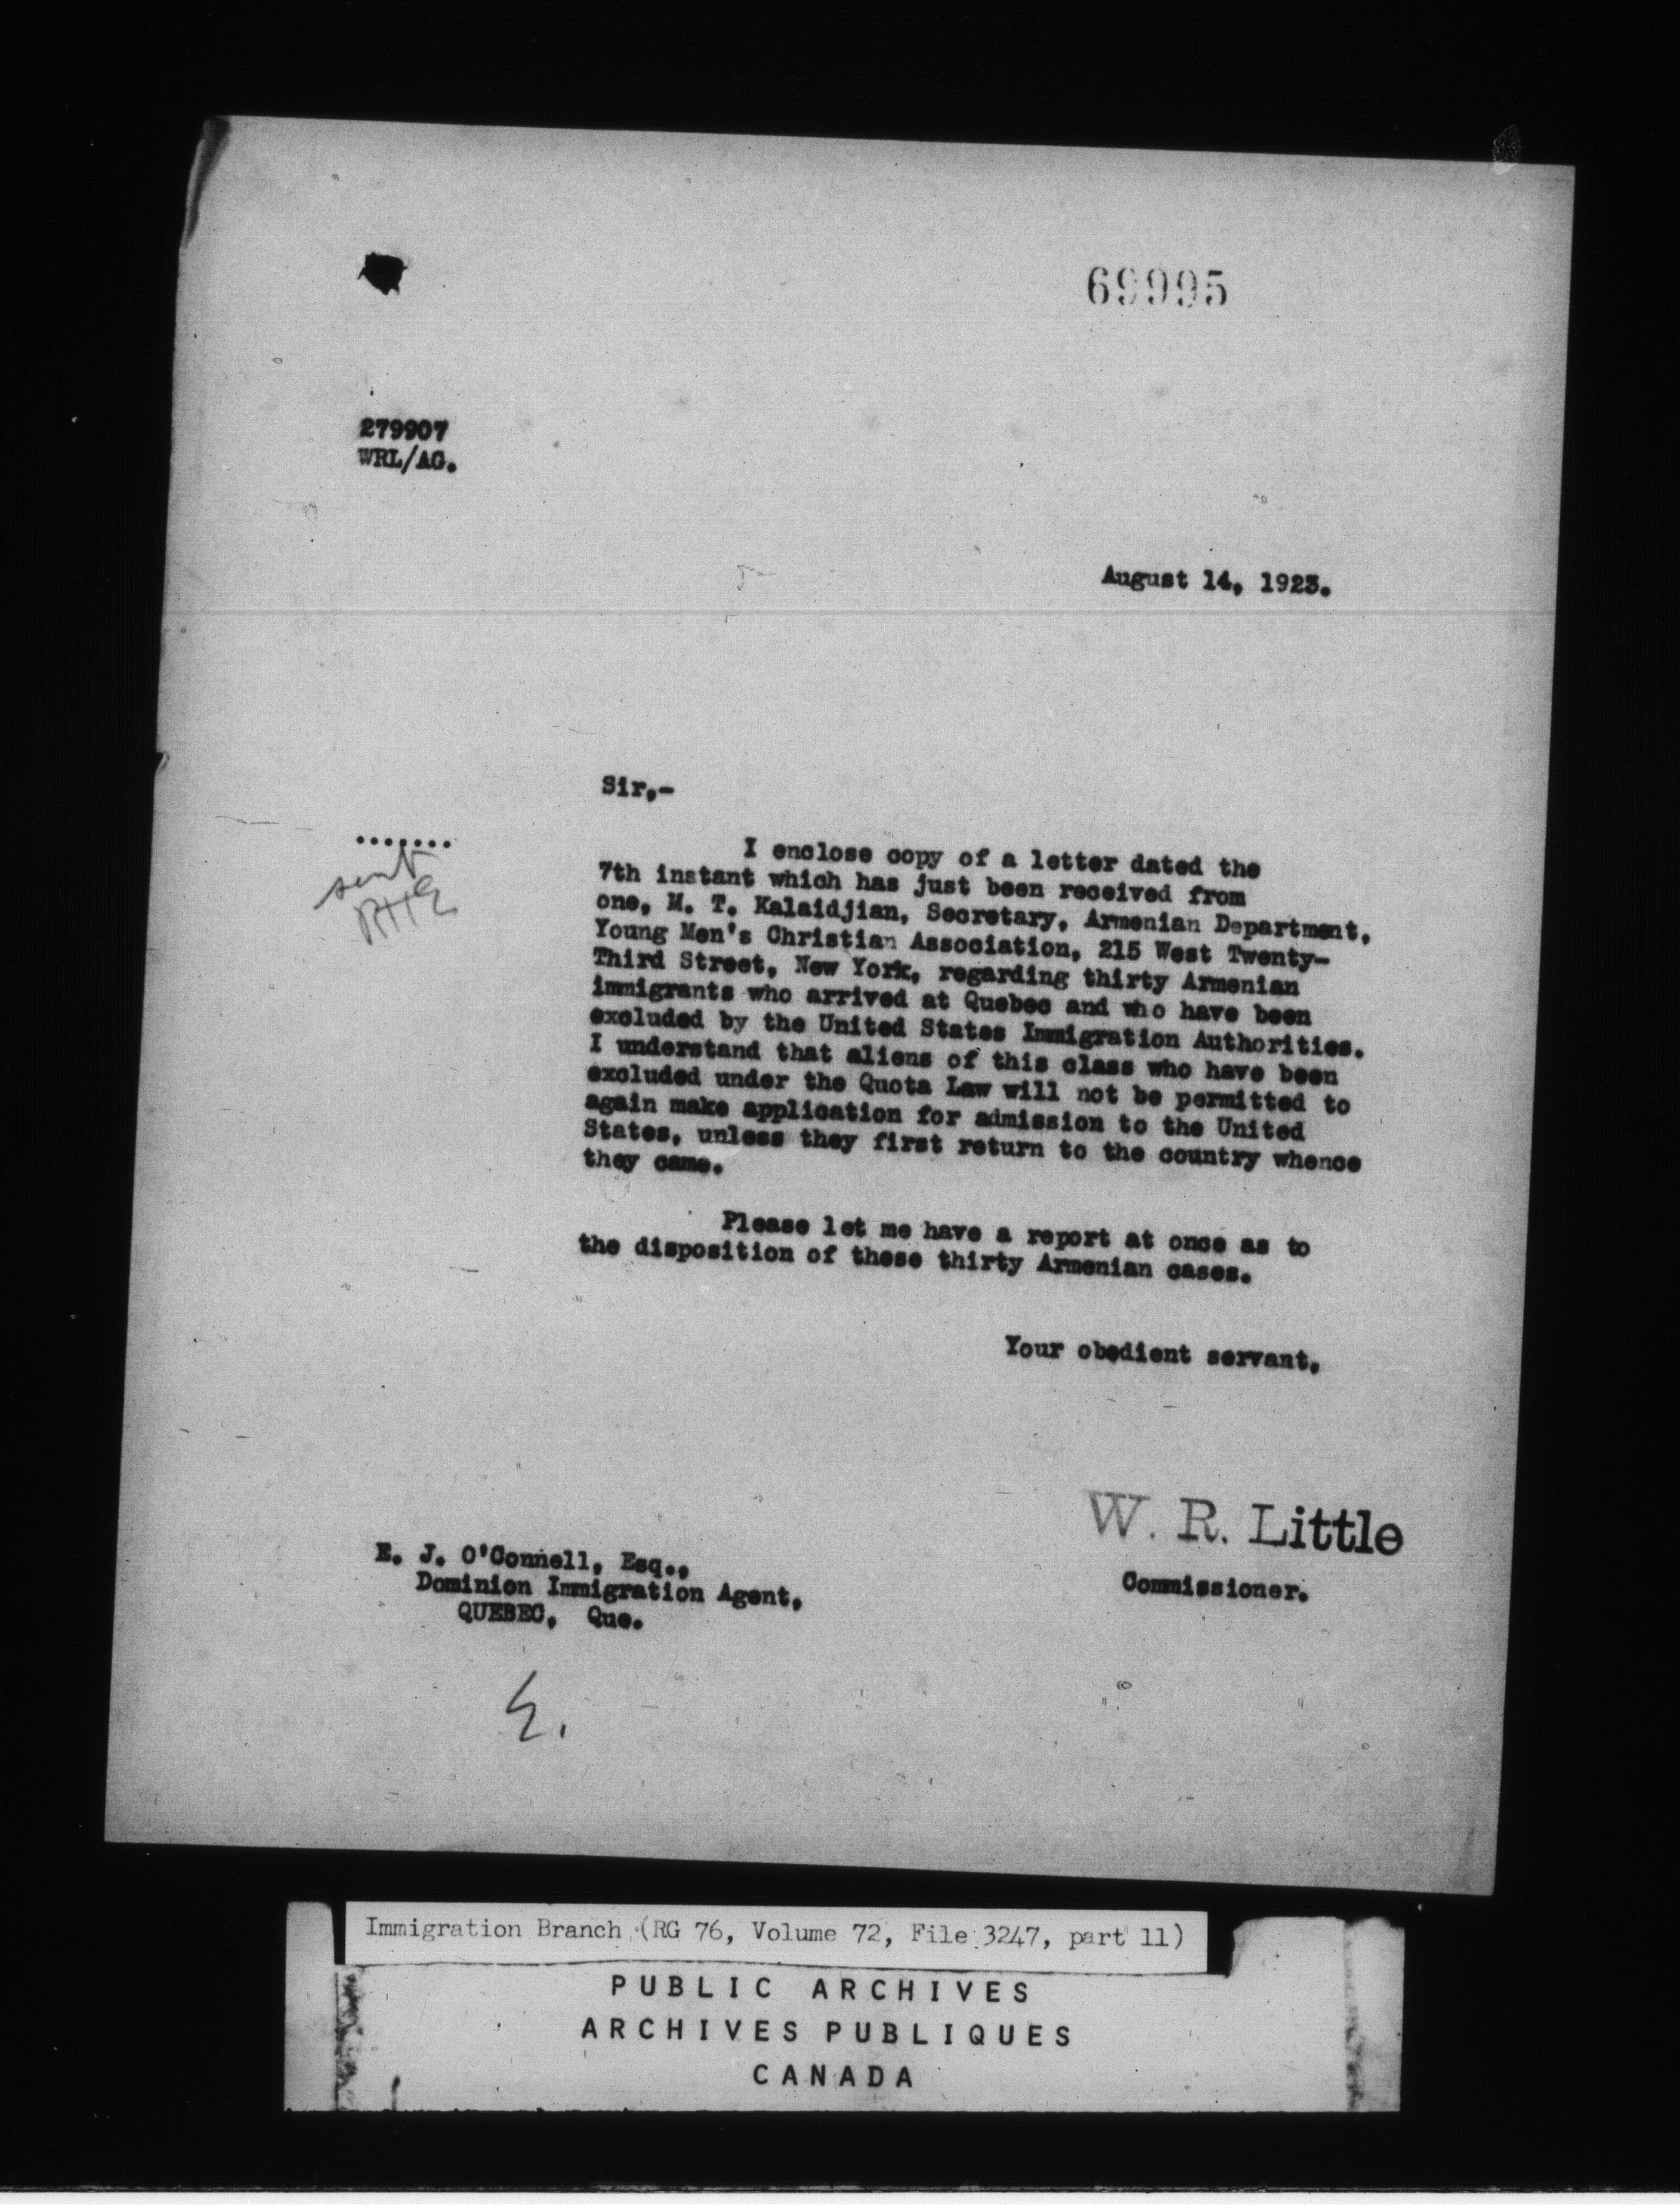 69995
279907
WRL/AG.
August 14, 1923.
Sir,-
.......
sent
I enclose copy of a letter dated the
7th instant which has just been received from
one, M. T. Kalaidjian, Secretary, Armenian Department,
Young Men's Christian Association, 215 West Twenty-
Third Street, New York, regarding thirty Armenian
immigrants who arrived at Quebec and who have been
excluded by the United States Immigration Authorities.
I understand that aliens of this class who have been
excluded under the Quota Law will not be permitted to
again make application for admission to the United
States, unless they first return to the country whence
they came.
Please let me have a report at once as to
the disposition of these thirty Armenian cases.
Your obedient servant,
W. R. Little
Commissioner.
E. J. O'Connell, Esq.,
Dominion Immigration Agent,
QUEBEC, Que.
Immigration Branch (RG 76, Volume 72, File 3247, part 11)
PUBLIC ARCHIVES
ARCHIVES PUBLIQUES
CANADA